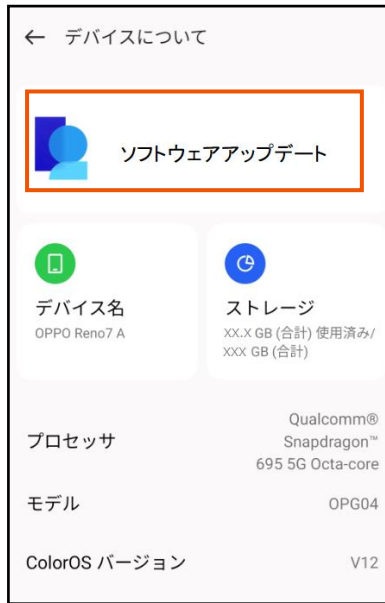 ← デバイスについて
ソフトウェアアップデート
デバイス名
OPPO Reno7 A
ストレージ
XX.X GB (合計) 使用済み/
XXX GB (合計)
プロセッサ
Qualcomm®
Snapdragon™
695 5G Octa-core
モデル
OPG04
ColorOS バージョン
V12